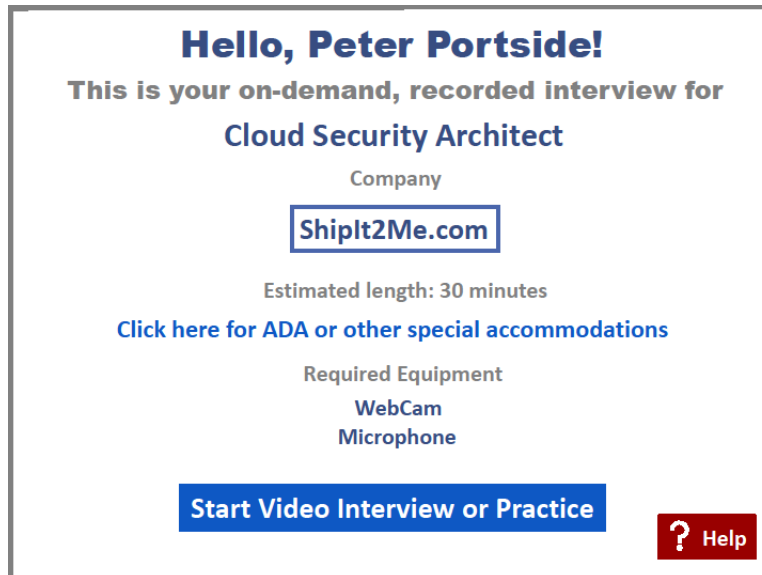 Hello, Peter Portside!
This is your on-demand, recorded interview for
Cloud Security Architect
Company
ShipIt2Me.com
Estimated length: 30 minutes
Click here for ADA or other special accommodations
Required Equipment
WebCam
Microphone
Start Video Interview or Practice
? Help